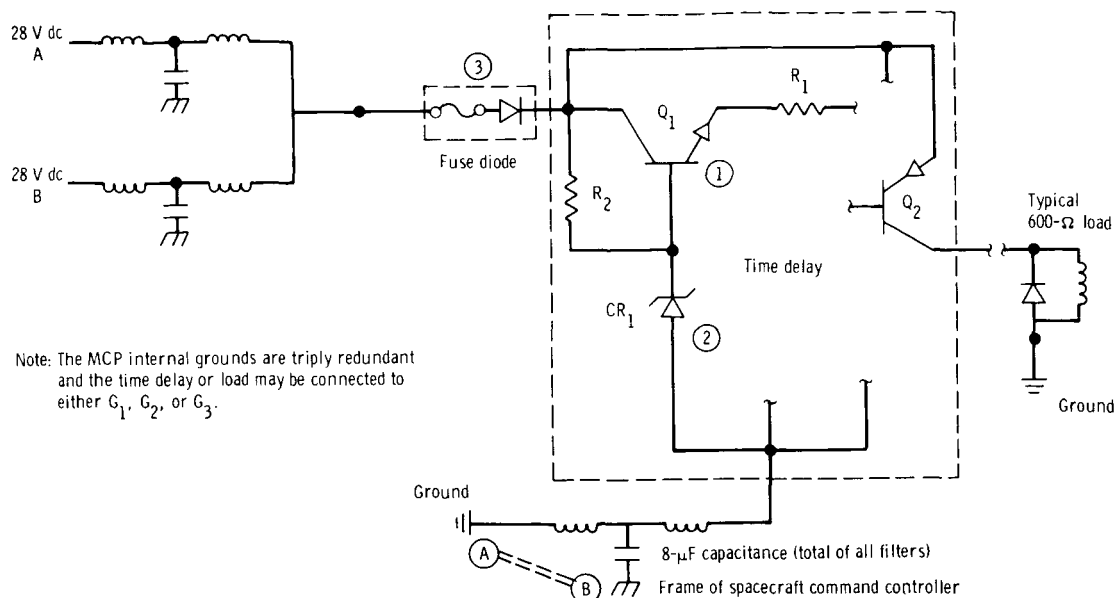 28 V dc
A
28 V dc
B
3
Fuse diode
Q1
R1
1
R2
Q2
Typical
600-Ω load
Time delay
CR1
2
Note: The MCP internal grounds are triply redundant
and the time delay or load may be connected to
either G1, G2, or G3.
Ground
Ground
A
B
8-μF capacitance (total of all filters)
Frame of spacecraft command controller